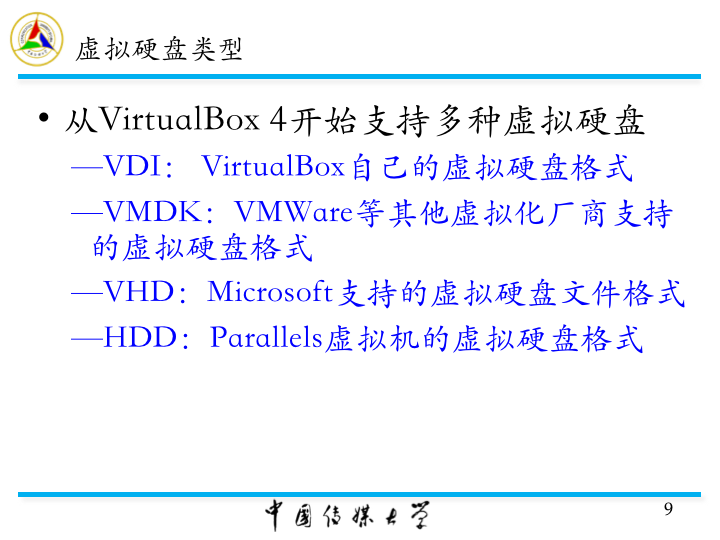 虚拟硬盘类型
• 从VirtualBox 4开始支持多种虚拟硬盘
—VDI： VirtualBox自己的虚拟硬盘格式
—VMDK：VMWare等其他虚拟化厂商支持
的虚拟硬盘格式
—VHD：Microsoft支持的虚拟硬盘文件格式
—HDD：Parallels虚拟机的虚拟硬盘格式
中国传媒大学
9